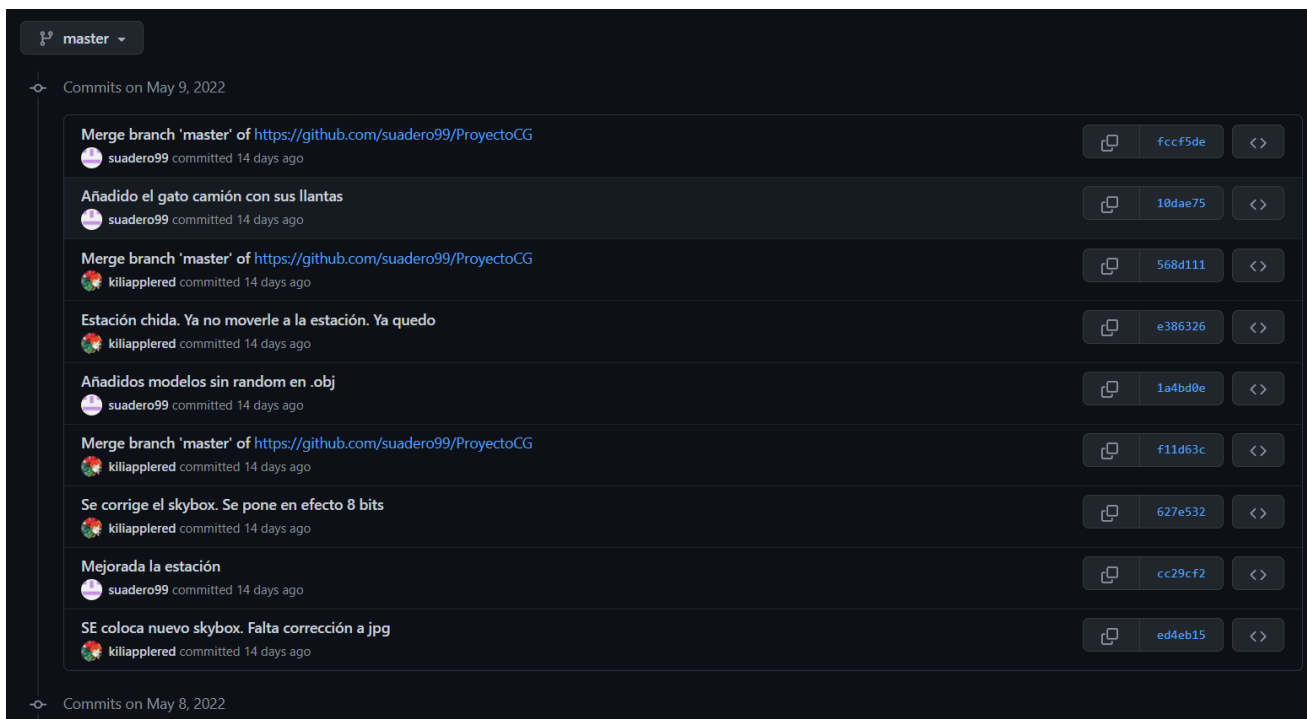 master
Commits on May 9, 2022
Merge branch 'master' of https://github.com/suadero99/ProyectoCG
suadero99 committed 14 days ago
fccf5de
Añadido el gato camión con sus llantas
suadero99 committed 14 days ago
10dae75
Merge branch 'master' of https://github.com/suadero99/ProyectoCG
kiliapplered committed 14 days ago
568d111
Estación chida. Ya no moverle a la estación. Ya quedo
kiliapplered committed 14 days ago
e386326
Añadidos modelos sin random en .obj
suadero99 committed 14 days ago
1a4bd0e
Merge branch 'master' of https://github.com/suadero99/ProyectoCG
kiliapplered committed 14 days ago
f11d63c
Se corrige el skybox. Se pone en efecto 8 bits
kiliapplered committed 14 days ago
627e532
Mejorada la estación
suadero99 committed 14 days ago
cc29cf2
SE coloca nuevo skybox. Falta corrección a jpg
kiliapplered committed 14 days ago
ed4eb15
Commits on May 8, 2022